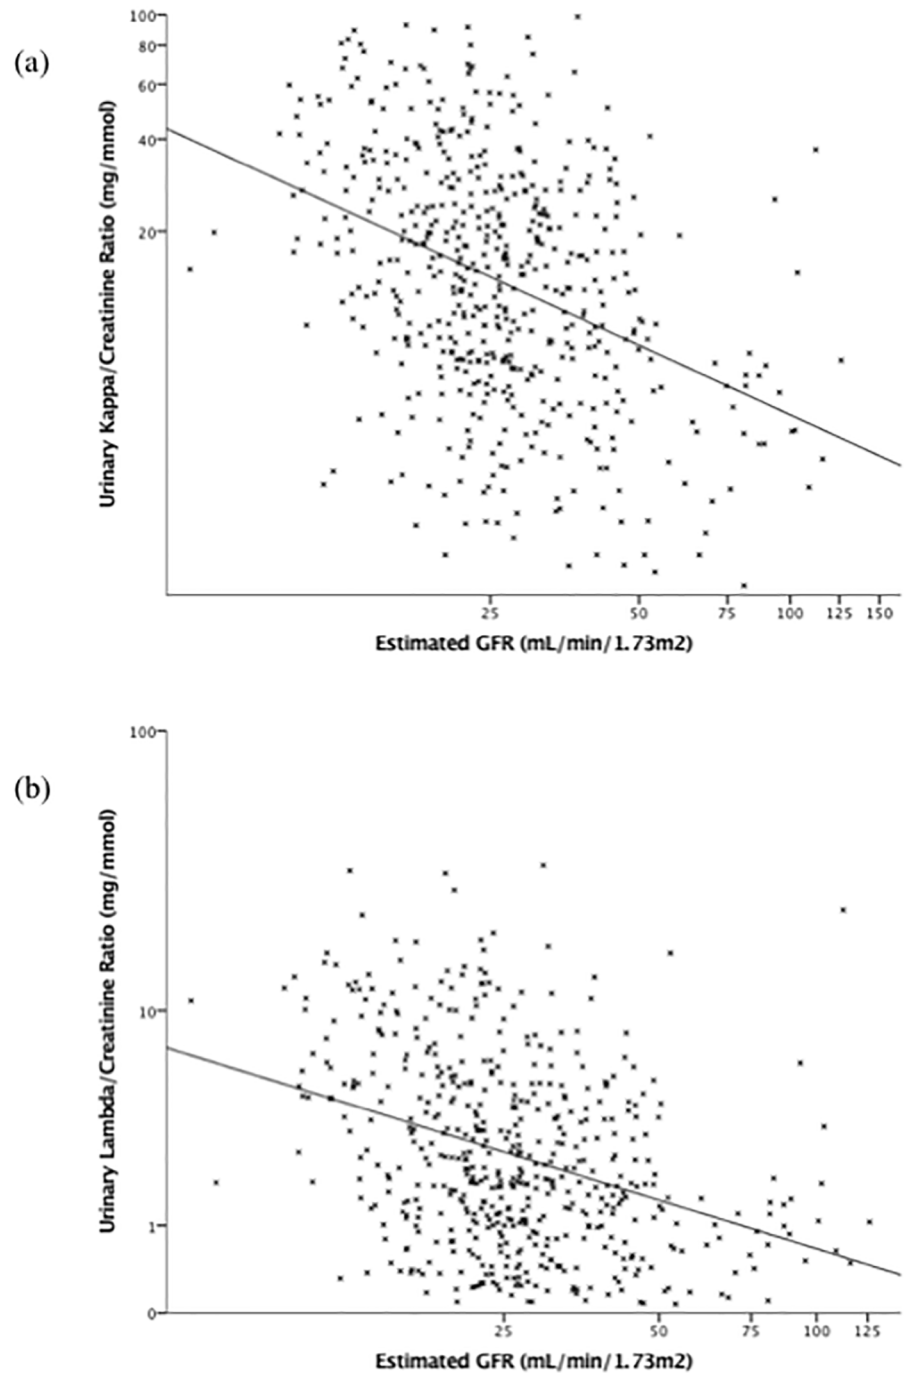 (a)
Urinary Kappa/Creatinine Ratio (mg/mmol)
100
80
60
40
20
25 50 75 100 125 150
Estimated GFR (mL/min/1.73m2)
(b)
Urinary Lambda/Creatinine Ratio (mg/mmol)
100
10
1
0
25 50 75 100 125
Estimated GFR (mL/min/1.73m2)